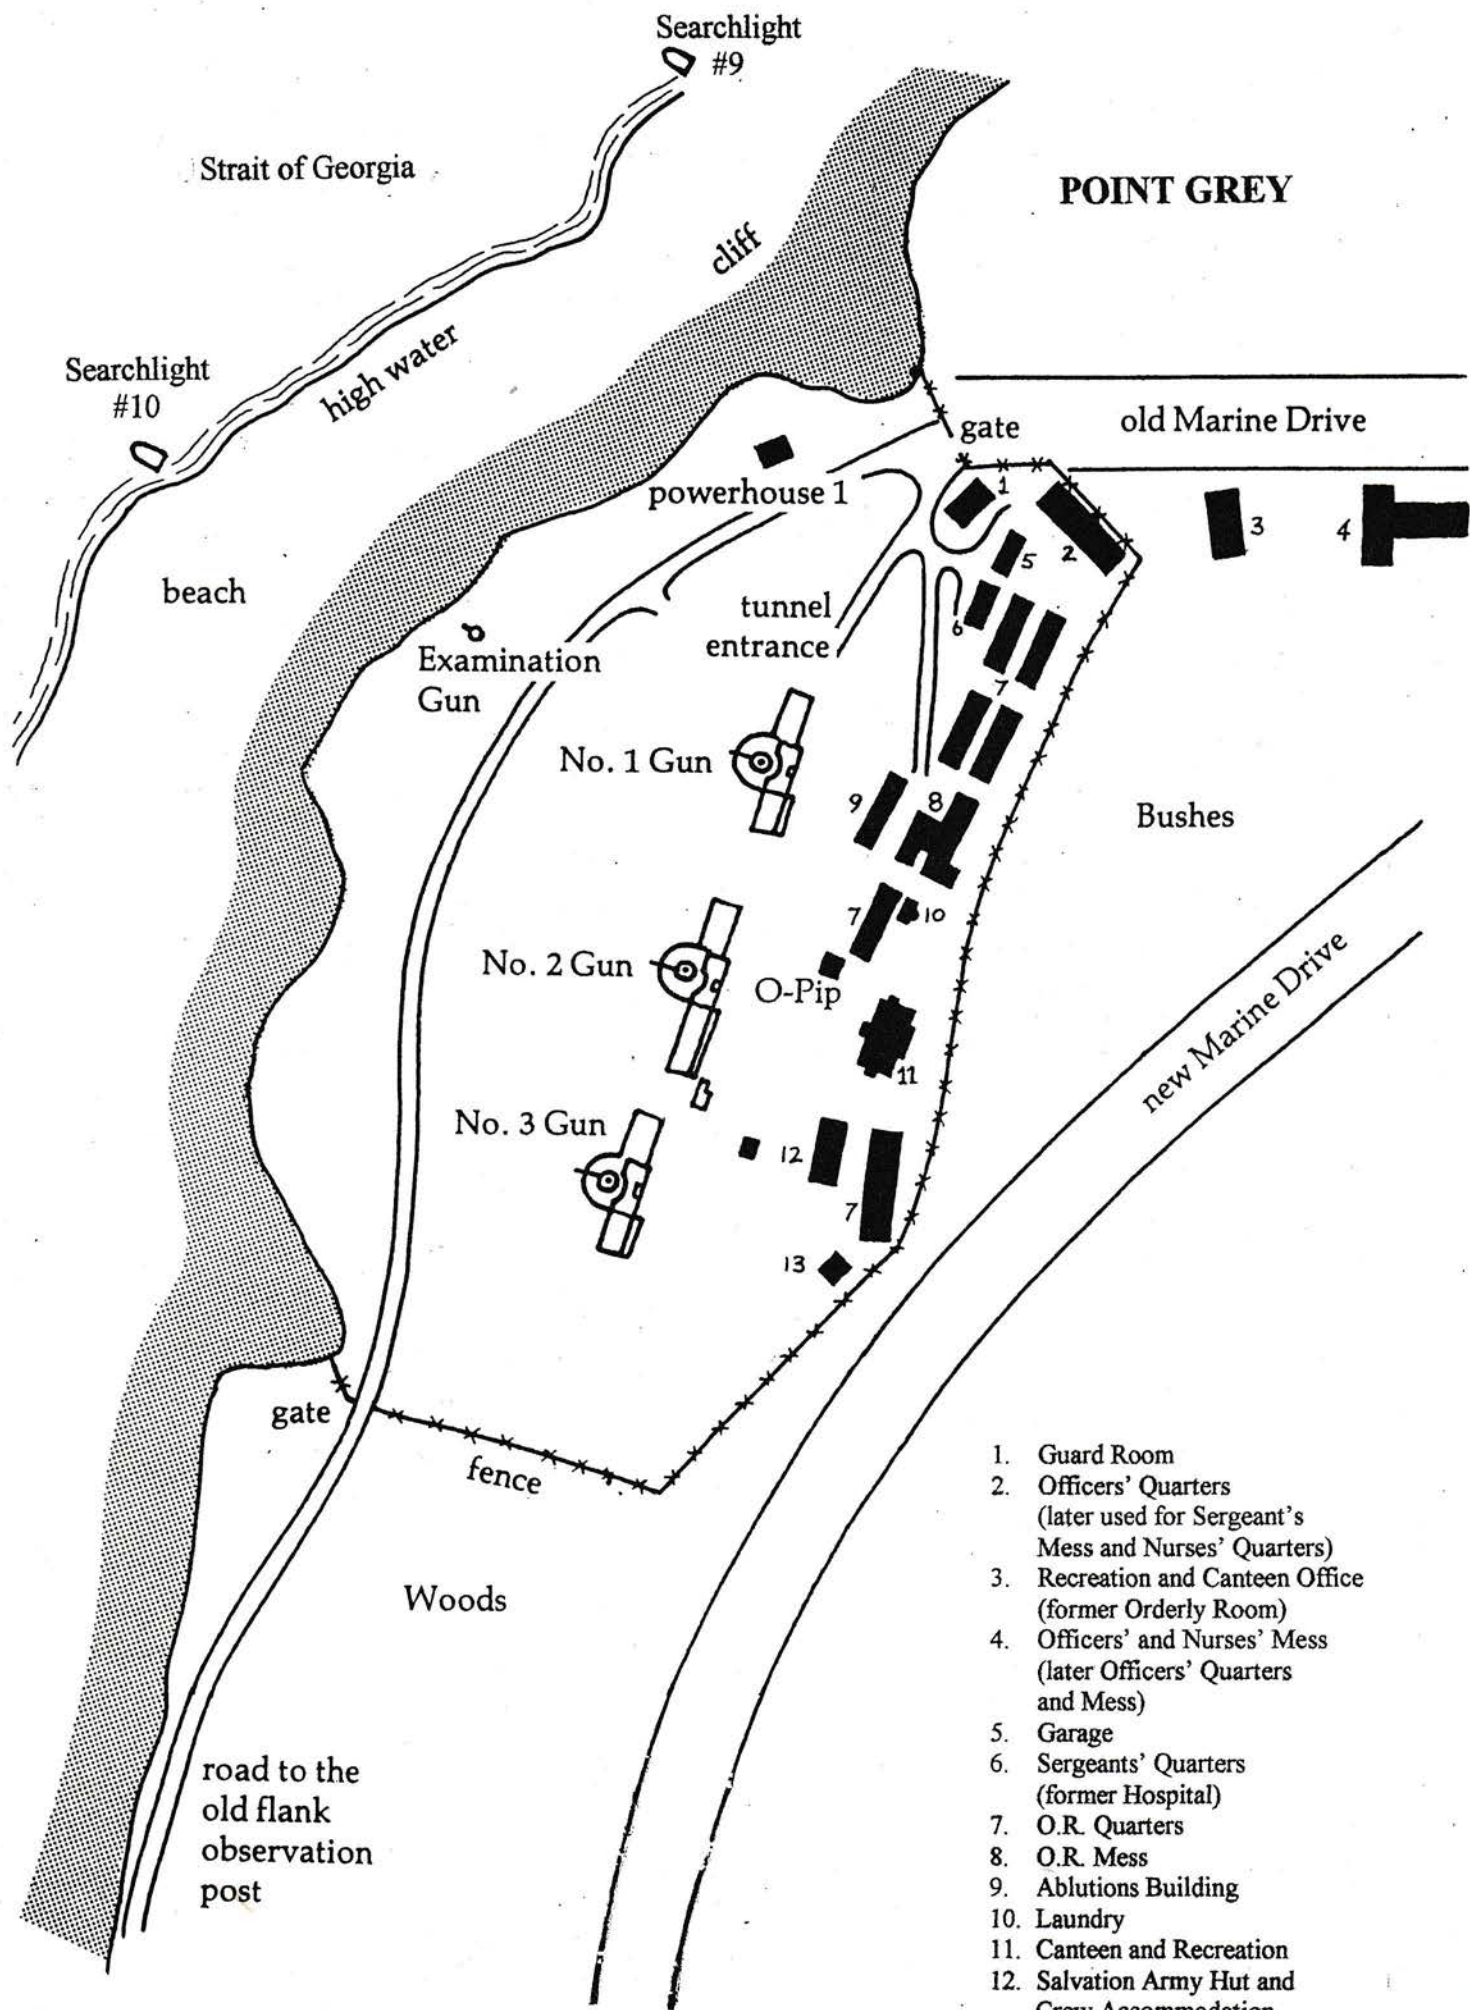 Searchlight
#9
Strait of Georgia
POINT GREY
cliff
Searchlight
#10
high water
gate
old Marine Drive
powerhouse 1
1
2
3
4
5
beach
tunnel
entrance
6
Examination
Gun
7
No. 1 Gun
9
8
Bushes
7
10
No. 2 Gun
O-Pip
new Marine Drive
11
No. 3 Gun
12
7
13
gate
fence
Woods
road to the
old flank
observation
post
1. Guard Room
2. Officers' Quarters
(later used for Sergeant's
Mess and Nurses' Quarters)
3. Recreation and Canteen Office
(former Orderly Room)
4. Officers' and Nurses' Mess
(later Officers' Quarters
and Mess)
5. Garage
6. Sergeants' Quarters
(former Hospital)
7. O.R. Quarters
8. O.R. Mess
9. Ablutions Building
10. Laundry
11. Canteen and Recreation
12. Salvation Army Hut and
Crew Accommodation